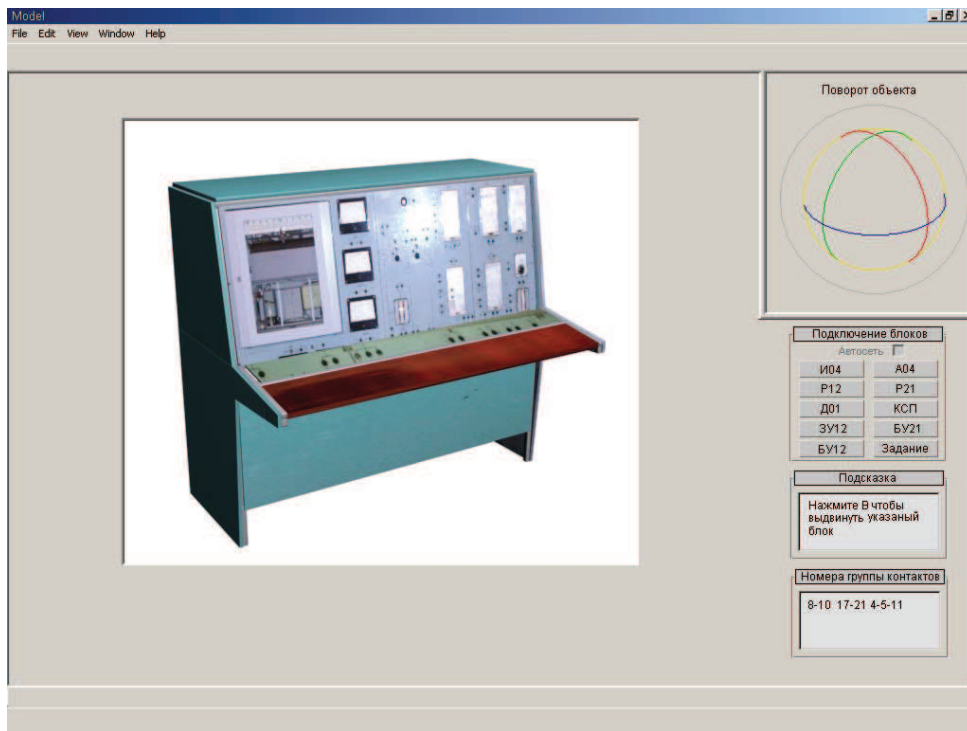 Model
File Edit View Window Help
Поворот объекта
Подключение блоков
Автосеть
И04 А04
Р12 Р21
Д01 КСП
ЗУ12 БУ21
БУ12 Задание
Подсказка
Нажмите В чтобы
выдвинуть указаный
блок
Номера группы контактов
8-10 17-21 4-5-11